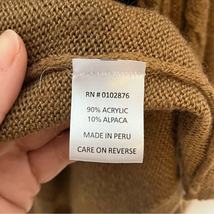 RN # 0102876
90% ACRYLIC
10% ALPACA
MADE IN PERU
CARE ON REVERSE